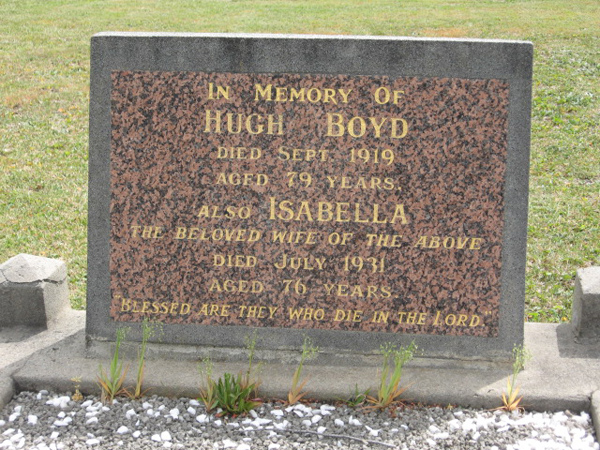 In Memory Of
HUGH BOYD
DIED SEPT. 1919
AGED 79 YEARS.
ALSO ISABELLA
THE BELOVED WIFE OF THE ABOVE
DIED JULY 1931
AGED 76 YEARS
"BLESSED ARE THEY WHO DIE IN THE LORD."